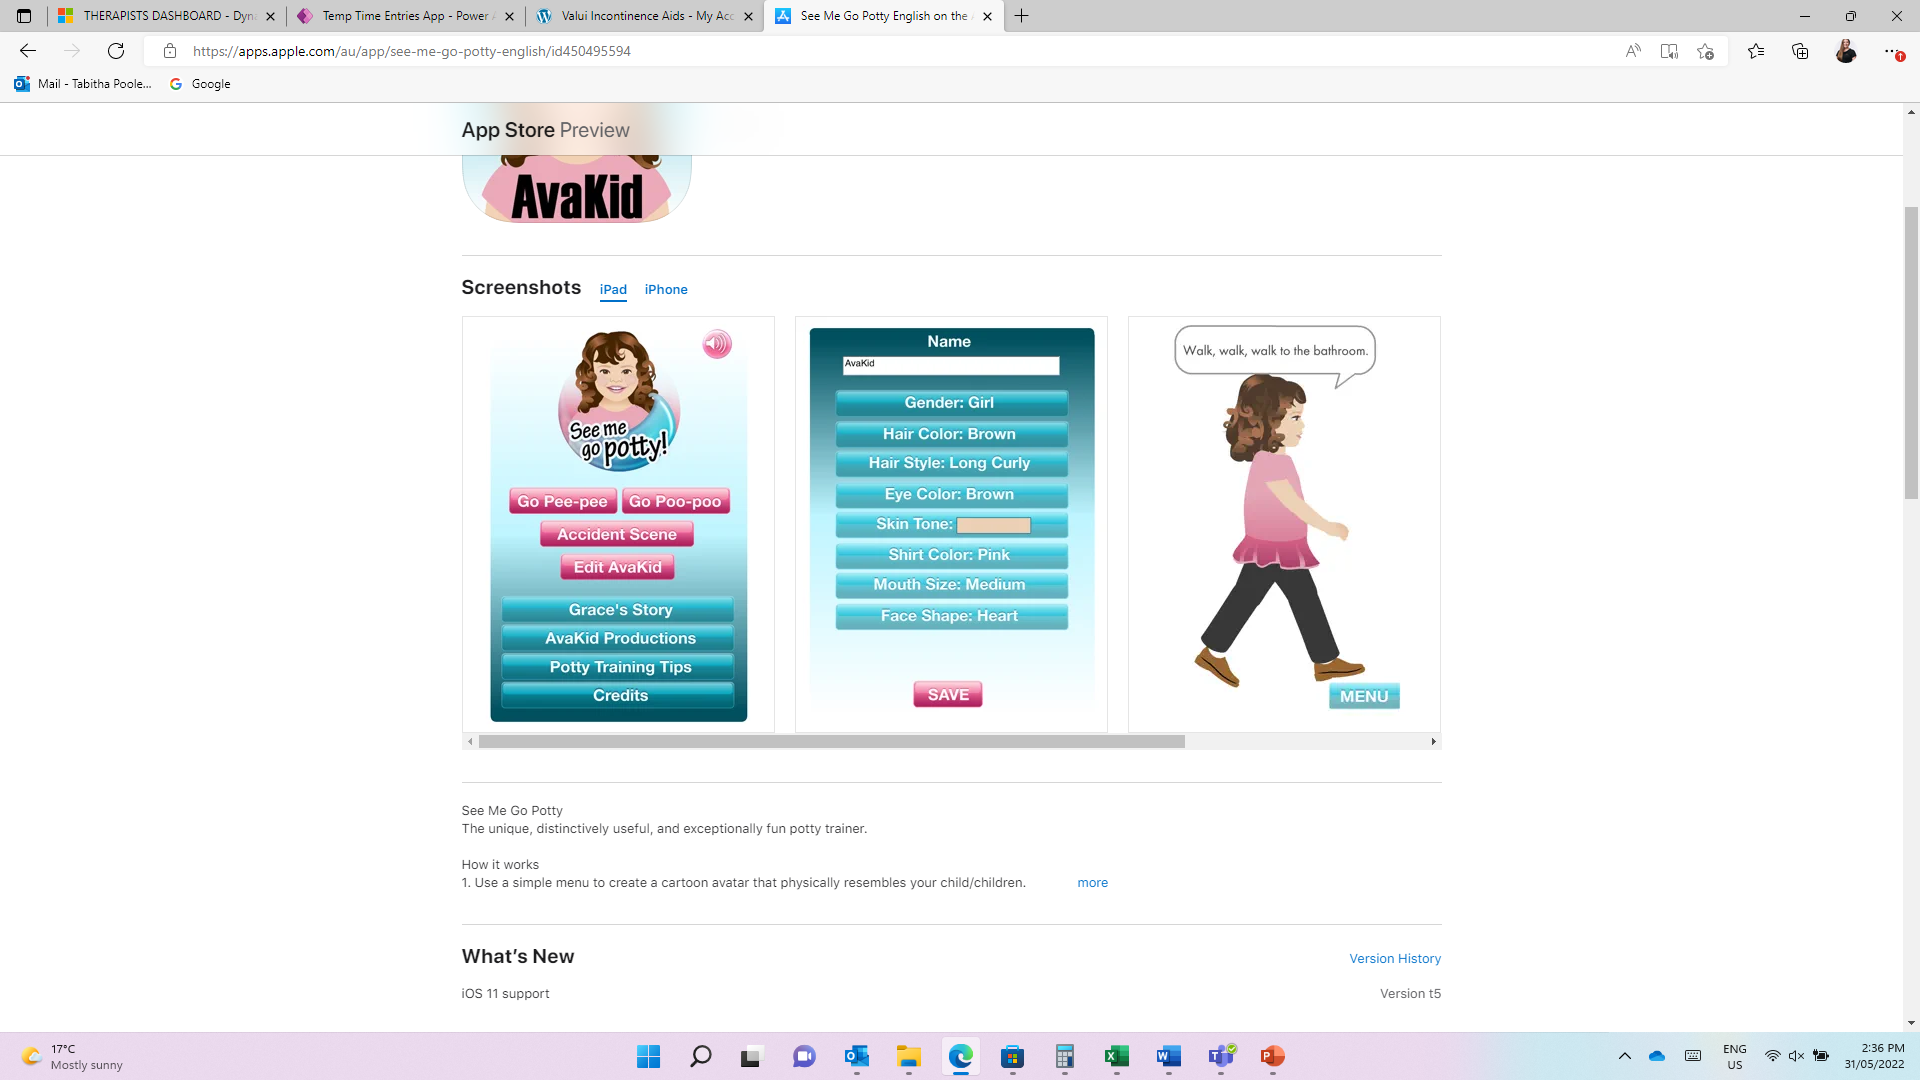 THERAPISTS DASHBOARD - Dyna
Temp Time Entries App - Power A
Valui Incontinence Aids - My Acc
See Me Go Potty English on the A
https://apps.apple.com/au/app/see-me-go-potty-english/id450495594
Mail - Tabitha Poole...
Google
App Store Preview
AvaKid
Screenshots iPad iPhone
See me
go potty!
Go Pee-pee Go Poo-poo
Accident Scene
Edit AvaKid
Grace's Story
AvaKid Productions
Potty Training Tips
Credits
Name
AvaKid
Gender: Girl
Hair Color: Brown
Hair Style: Long Curly
Eye Color: Brown
Skin Tone:
Shirt Color: Pink
Mouth Size: Medium
Face Shape: Heart
SAVE
Walk, walk, walk to the bathroom.
MENU
See Me Go Potty
The unique, distinctively useful, and exceptionally fun potty trainer.
How it works
1. Use a simple menu to create a cartoon avatar that physically resembles your child/children. more
What's New Version History
iOS 11 support Version t5
17°C
Mostly sunny
ENG
US
2:36 PM
31/05/2022